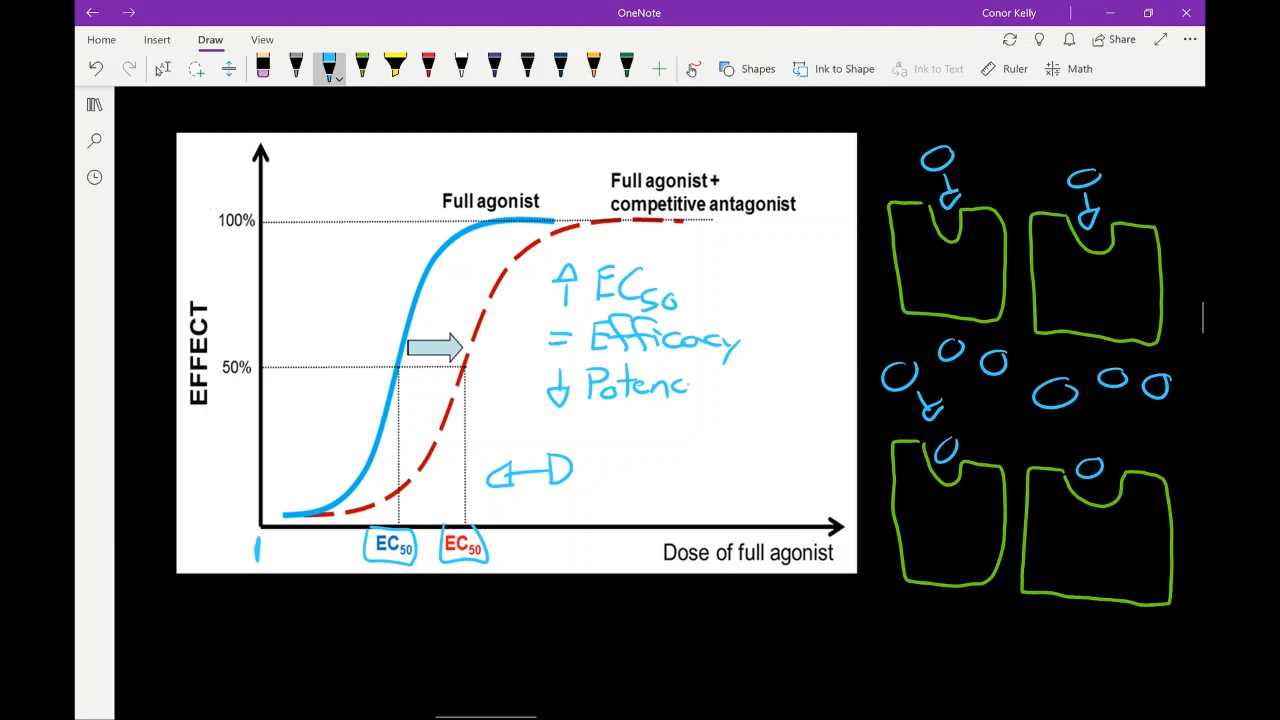 OneNote
Conor Kelly
Home Insert Draw View
Share
Shapes Ink to Shape Ink to Text Ruler Math
Full agonist
Full agonist +
competitive antagonist
100%
↑ EC50
= Efficacy
50%
↓ Potenc
EFFECT
EC50 EC50
Dose of full agonist